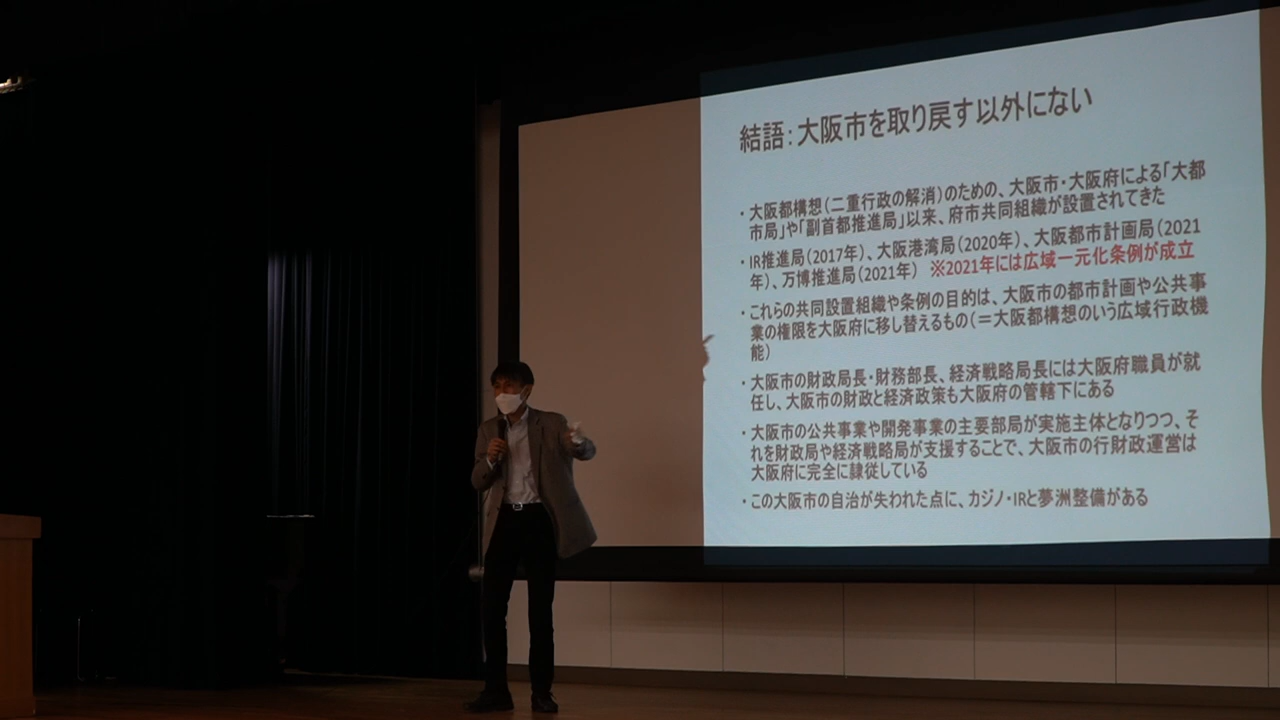 結語：大阪市を取り戻す以外にない
・大阪都構想（二重行政の解消）のための、大阪市・大阪府による「大都
市局」や「副首都推進局」以来、府市共同組織が設置されてきた
・IR推進局（2017年）、大阪港湾局（2020年）、大阪都市計画局（2021
年）、万博推進局（2021年） ※2021年には広域一元化条例が成立
・これらの共同設置組織や条例の目的は、大阪市の都市計画や公共事
業の権限を大阪府に移し替えるもの（＝大阪都構想のいう広域行政機
能）
・大阪市の財政局長・財務部長、経済戦略局長には大阪府職員が就
任し、大阪市の財政と経済政策も大阪府の管轄下にある
・大阪市の公共事業や開発事業の主要部局が実施主体となりつつ、そ
れを財政局や経済戦略局が支援することで、大阪市の行財政運営は
大阪府に完全に隷従している
・この大阪市の自治が失われた点に、カジノ・IRと夢洲整備がある